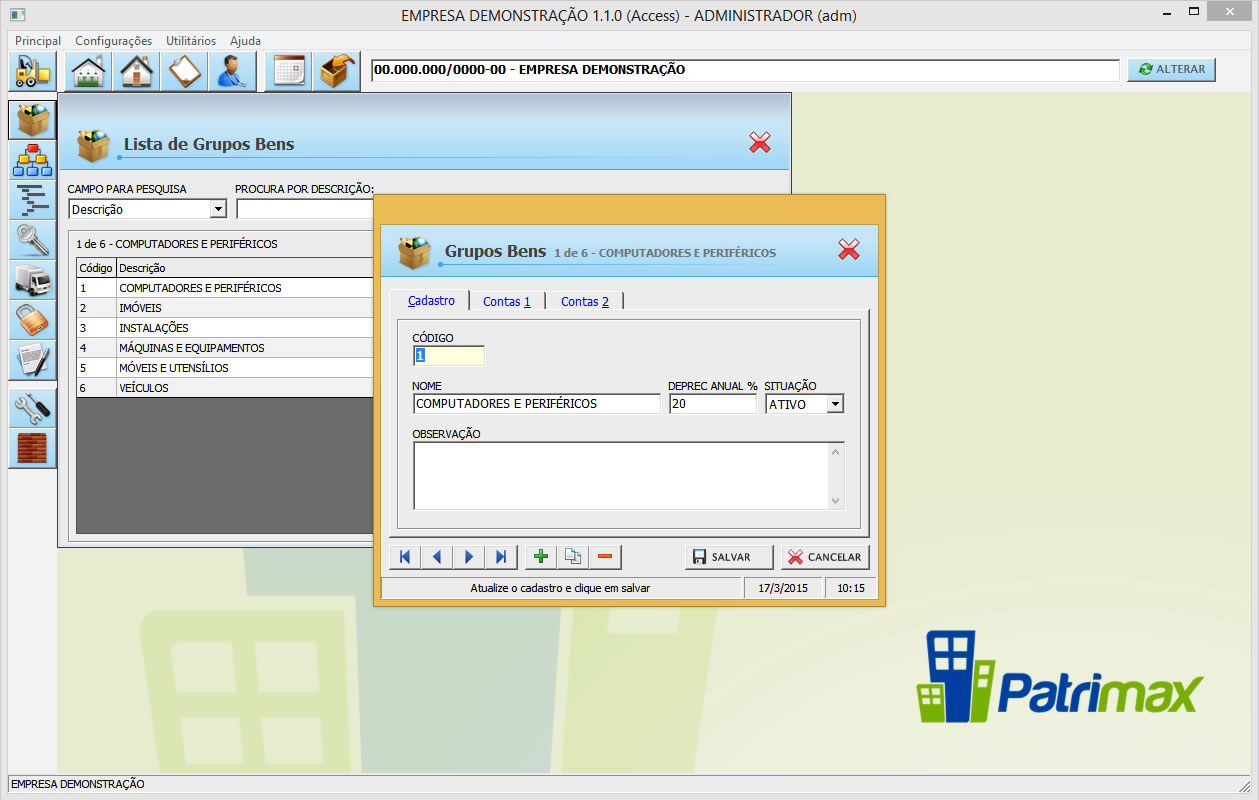 EMPRESA DEMONSTRAÇÃO 1.1.0 (Access) - ADMINISTRADOR (adm)
Principal Configurações Utilitários Ajuda
00.000.000/0000-00 - EMPRESA DEMONSTRAÇÃO
ALTERAR
Lista de Grupos Bens
CAMPO PARA PESQUISA PROCURA POR DESCRIÇÃO:
Descrição
1 de 6 - COMPUTADORES E PERIFÉRICOS
Código Descrição
1 COMPUTADORES E PERIFÉRICOS
2 IMÓVEIS
3 INSTALAÇÕES
4 MÁQUINAS E EQUIPAMENTOS
5 MÓVEIS E UTENSÍLIOS
6 VEÍCULOS
Grupos Bens 1 de 6 - COMPUTADORES E PERIFÉRICOS
Cadastro Contas 1 Contas 2
CÓDIGO
1
NOME DEPREC ANUAL % SITUAÇÃO
COMPUTADORES E PERIFÉRICOS 20 ATIVO
OBSERVAÇÃO
SALVAR CANCELAR
Atualize o cadastro e clique em salvar 17/3/2015 10:15
Patrimax
EMPRESA DEMONSTRAÇÃO